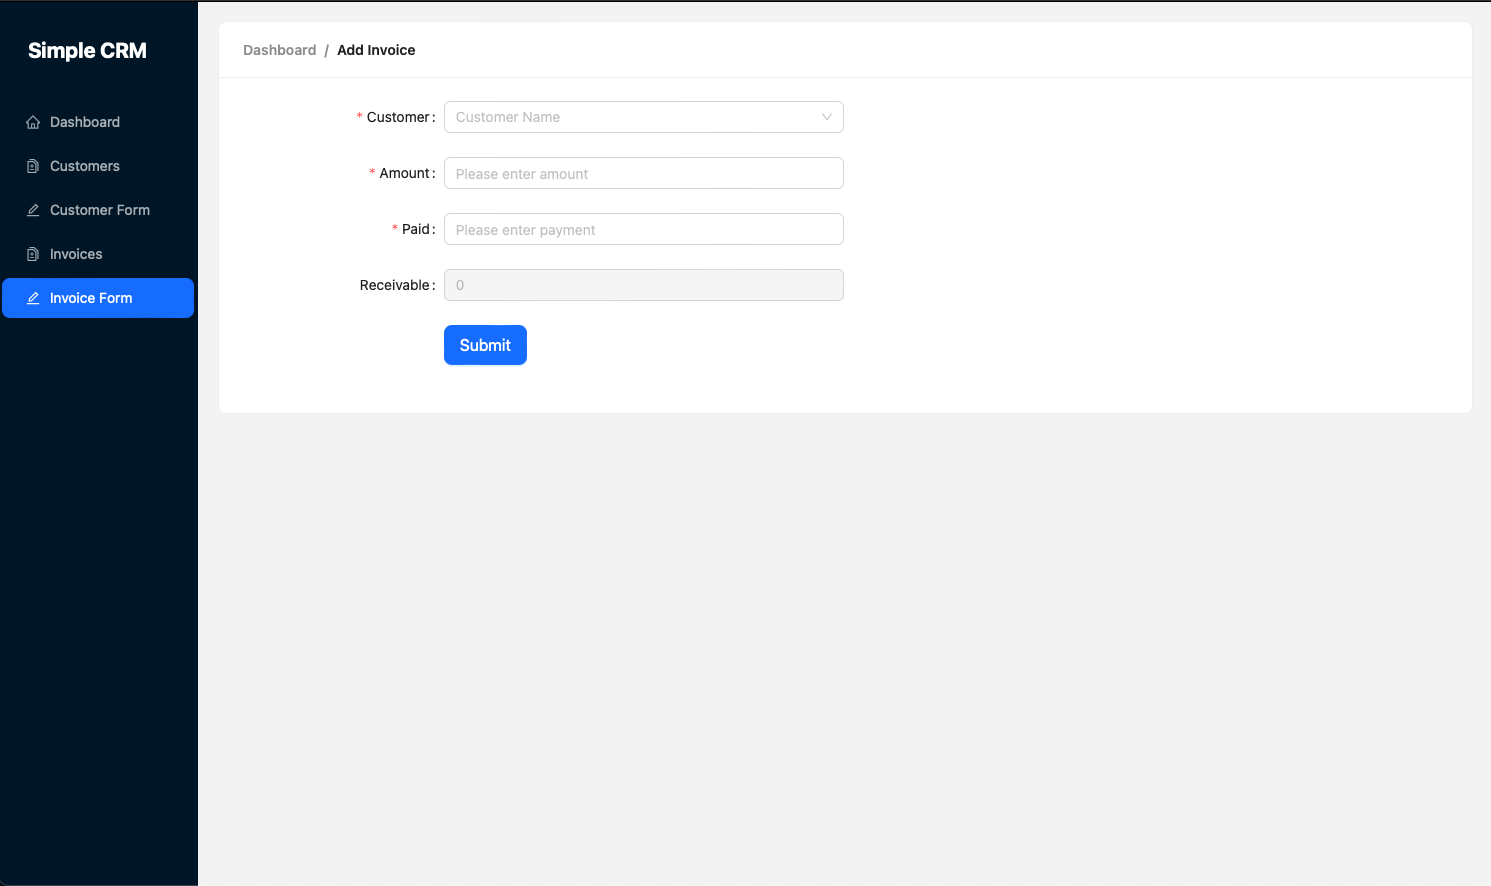 Simple CRM
Dashboard
Customers
Customer Form
Invoices
Invoice Form
Dashboard / Add Invoice
* Customer: Customer Name
* Amount: Please enter amount
* Paid: Please enter payment
Receivable: 0
Submit